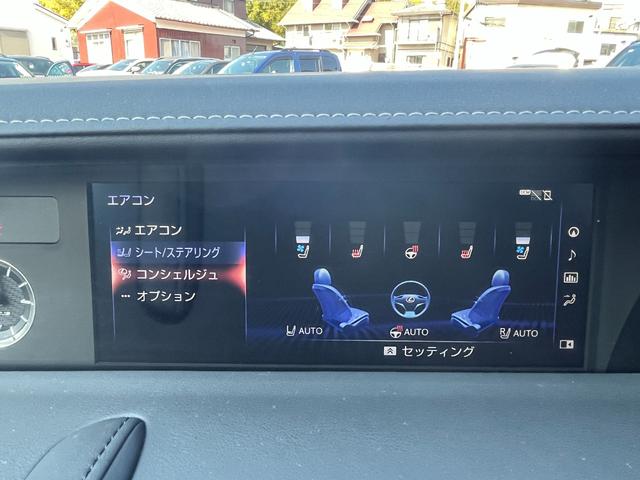 エアコン
エアコン
シート/ステアリング
コンシェルジュ
オプション
L AUTO
AUTO
R AUTO
セッティング